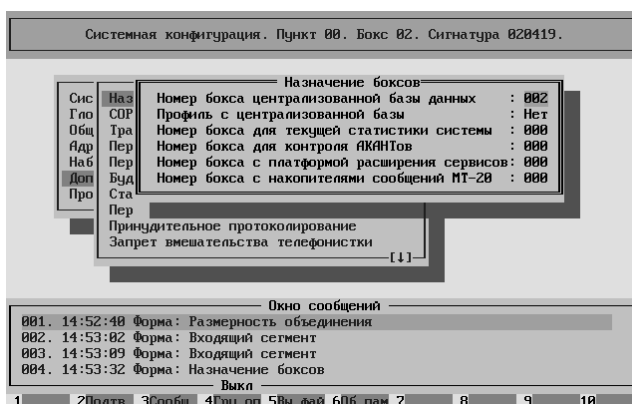 Системная конфигурация. Пункт 00. Бокс 02. Сигнатура 020419.
Назначение боксов
Сис Наз Номер бокса централизованной базы данных : 002
Гло СОР Профиль с централизованной базы : Нет
Общ Тра Номер бокса для текущей статистики системы : 000
Адр Пер Номер бокса для контроля АКАНТов : 000
Наб Пер Номер бокса с платформой расширения сервисов: 000
Доп Буд Номер бокса с накопителями сообщений МТ-20 : 000
Про Ста
Пер
Принудительное протоколирование
Запрет вмешательства телефонистки
[↓]
Окно сообщений
001. 14:52:40 Форма: Размерность объединения
002. 14:53:02 Форма: Входящий сегмент
003. 14:53:09 Форма: Входящий сегмент
004. 14:53:32 Форма: Назначение боксов
Выкл
1 2Подтв 3Сообщ 4Гру оп 5Вы фай 6Об пам 7 8 9 10